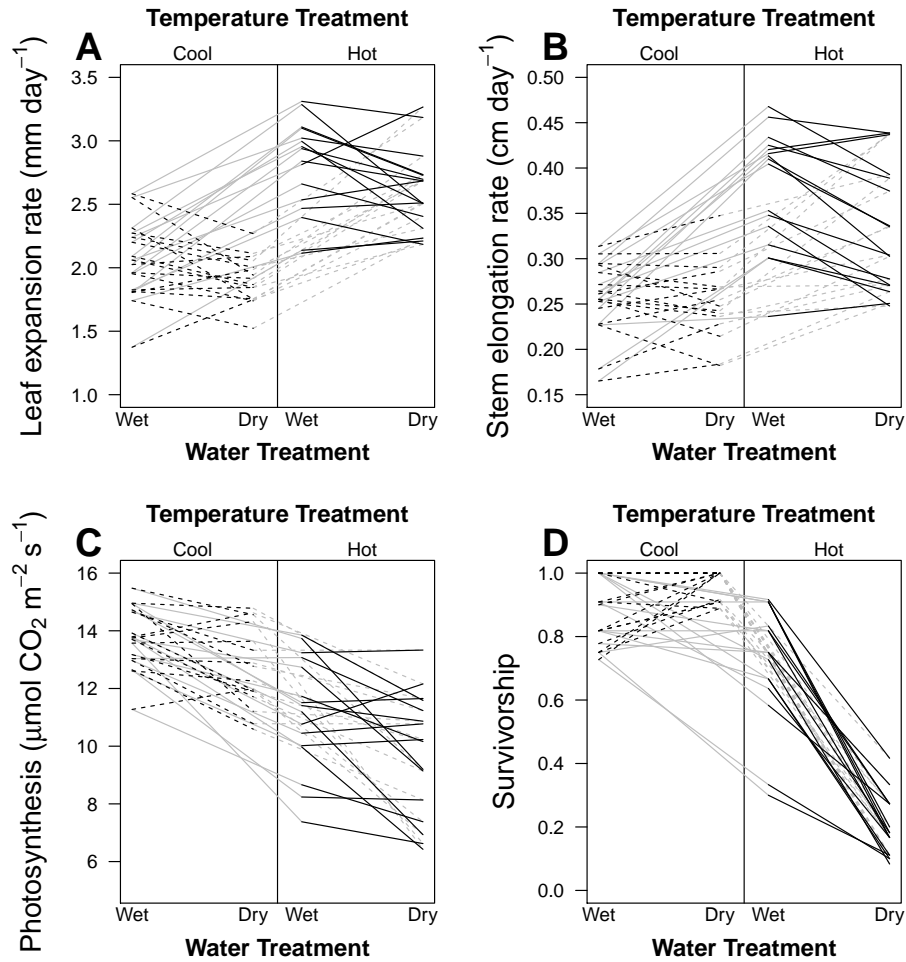 Temperature Treatment
A
Cool Hot
Leaf expansion rate (mm day−1)
3.5
3.0
2.5
2.0
1.5
1.0
Wet Dry Wet Dry
Water Treatment
Temperature Treatment
B
Cool Hot
Stem elongation rate (cm day−1)
0.50
0.45
0.40
0.35
0.30
0.25
0.20
0.15
Wet Dry Wet Dry
Water Treatment
Temperature Treatment
C
Cool Hot
Photosynthesis (μmol CO2 m−2 s−1)
16
14
12
10
8
6
Wet Dry Wet Dry
Water Treatment
Temperature Treatment
D
Cool Hot
Survivorship
1.0
0.8
0.6
0.4
0.2
0.0
Wet Dry Wet Dry
Water Treatment